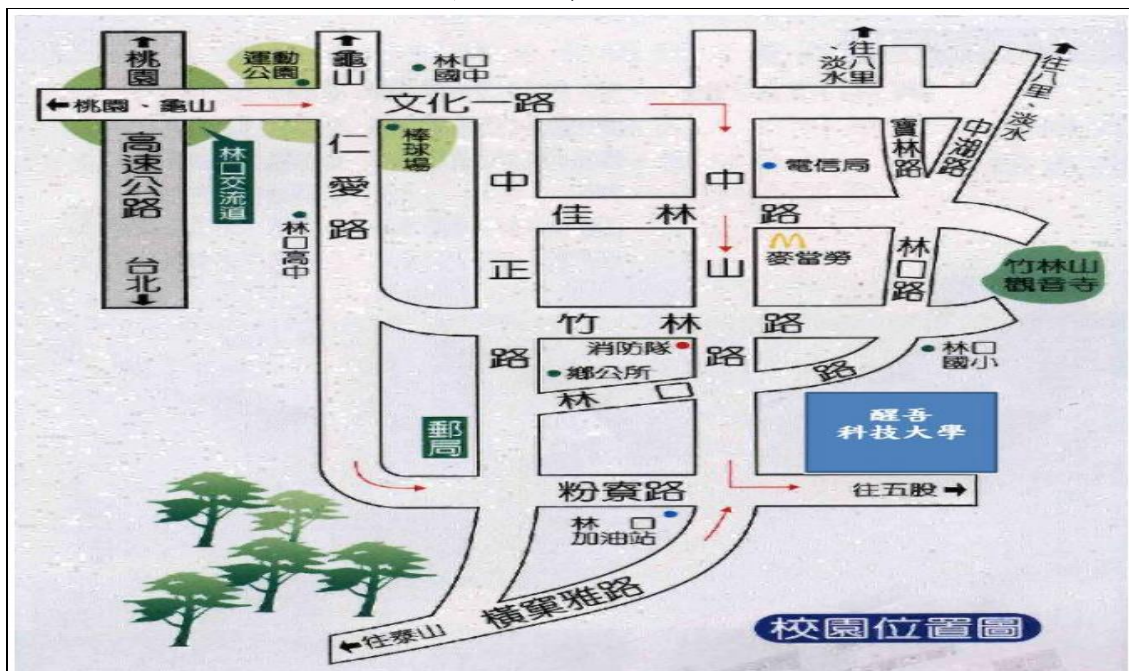 桃園
運動
公園
龜山
林口
國中
往八里
淡水
往八里、淡水
←桃園、龜山
文化一路
高速公路
林口交流道
仁愛路
棒球場
中正路
中山路
電信局
寶林路
中湖路
佳林路
林口高中
台北
麥當勞
林口路
竹林山
觀音寺
竹林路
消防隊
鄉公所
林口路
林口
國小
郵局
醒吾
科技大學
粉寮路
往五股→
林口
加油站
橫窠雅路
←往泰山
校園位置圖